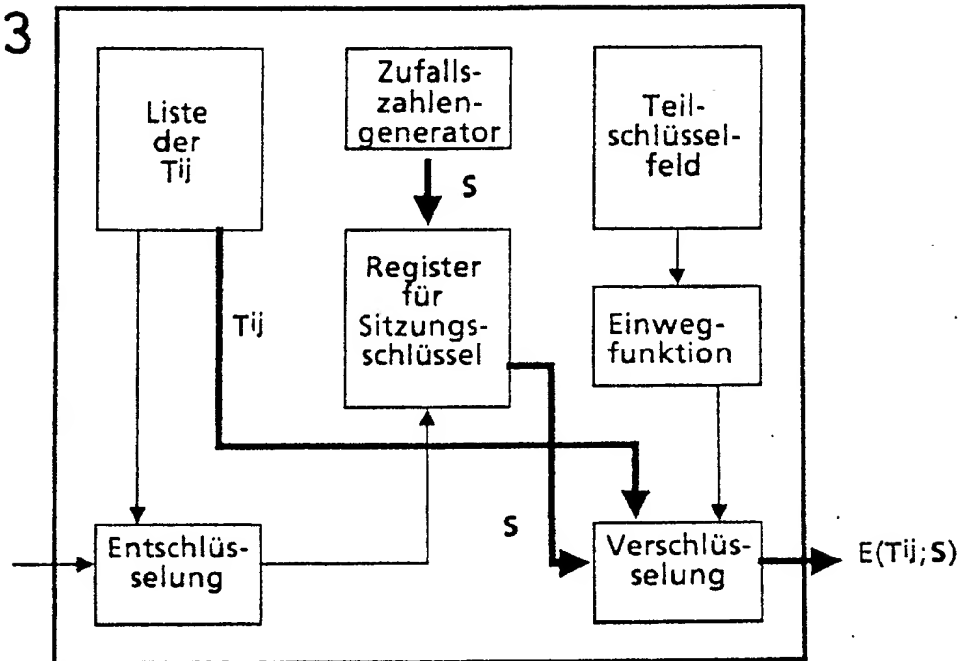 3
Liste
der
Tij
Zufalls-
zahlen-
generator
Teil-
schlüssel-
feld
S
Register
für
Sitzungs-
schlüssel
Tij
Einweg-
funktion
S
Entschlüs-
selung
Verschlüs-
selung
E(Tij;S)